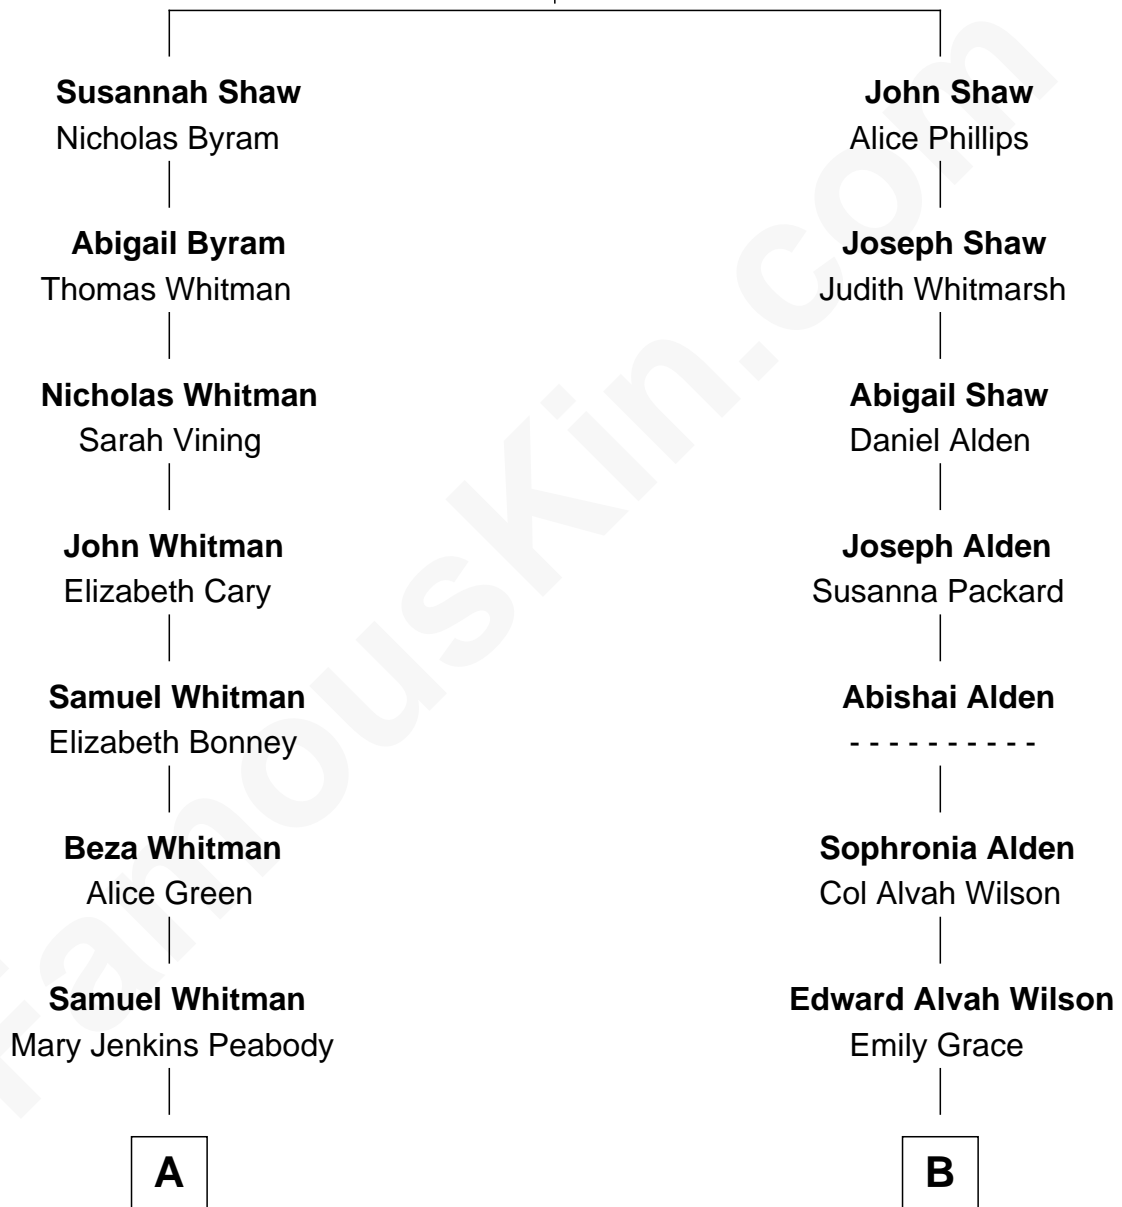 Susannah Shaw
Nicholas Byram
John Shaw
Alice Phillips
Abigail Byram
Thomas Whitman
Joseph Shaw
Judith Whitmarsh
Nicholas Whitman
Sarah Vining
Abigail Shaw
Daniel Alden
John Whitman
Elizabeth Cary
Joseph Alden
Susanna Packard
Samuel Whitman
Elizabeth Bonney
Abishai Alden
- - - - - - - - - -
Beza Whitman
Alice Green
Sophronia Alden
Col Alvah Wilson
Samuel Whitman
Mary Jenkins Peabody
Edward Alvah Wilson
Emily Grace
A
B
FamousKin.com